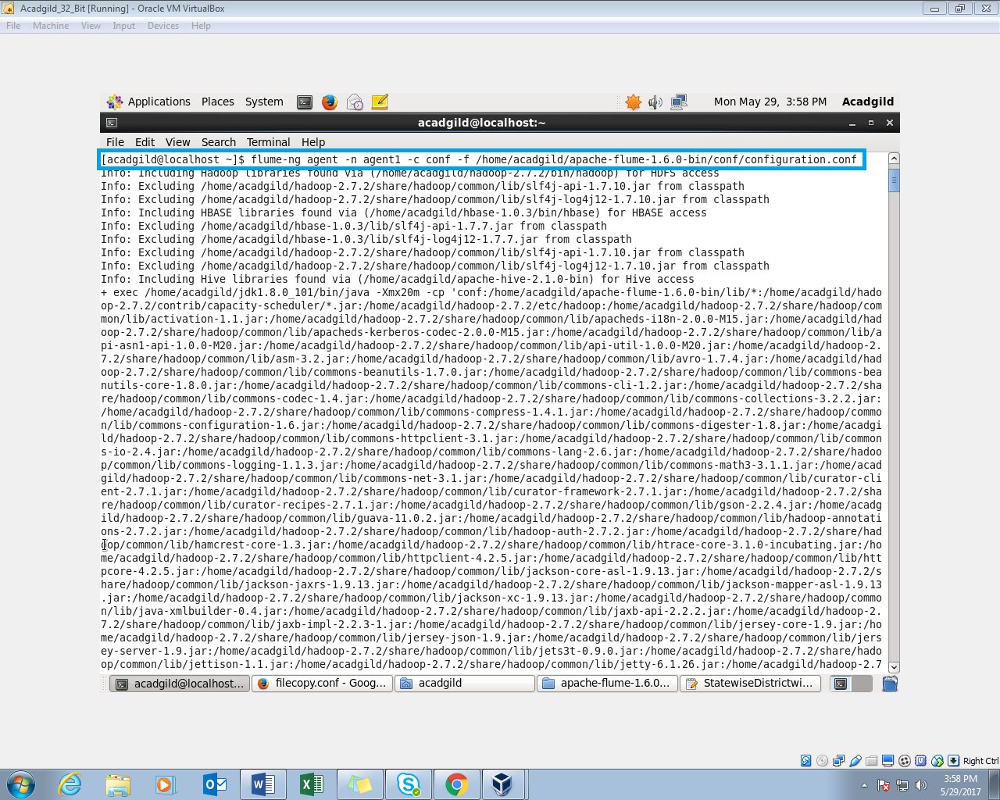 Acadgild_32_Bit [Running] - Oracle VM VirtualBox
File Machine View Input Devices Help
Applications Places System Mon May 29, 3:58 PM Acadgild
acadgild@localhost:~
File Edit View Search Terminal Help
[acadgild@localhost ~]$ flume-ng agent -n agent1 -c conf -f /home/acadgild/apache-flume-1.6.0-bin/conf/configuration.conf
Info: Including Hadoop libraries found via (/home/acadgild/hadoop-2.7.2/bin/hadoop) for HDFS access
Info: Excluding /home/acadgild/hadoop-2.7.2/share/hadoop/common/lib/slf4j-api-1.7.10.jar from classpath
Info: Excluding /home/acadgild/hadoop-2.7.2/share/hadoop/common/lib/slf4j-log4j12-1.7.10.jar from classpath
Info: Including HBASE libraries found via (/home/acadgild/hbase-1.0.3/bin/hbase) for HBASE access
Info: Excluding /home/acadgild/hbase-1.0.3/lib/slf4j-api-1.7.7.jar from classpath
Info: Excluding /home/acadgild/hbase-1.0.3/lib/slf4j-log4j12-1.7.7.jar from classpath
Info: Excluding /home/acadgild/hadoop-2.7.2/share/hadoop/common/lib/slf4j-api-1.7.10.jar from classpath
Info: Excluding /home/acadgild/hadoop-2.7.2/share/hadoop/common/lib/slf4j-log4j12-1.7.10.jar from classpath
Info: Including Hive libraries found via (/home/acadgild/apache-hive-2.1.0-bin) for Hive access
+ exec /home/acadgild/jdk1.8.0_101/bin/java -Xmx20m -cp 'conf:/home/acadgild/apache-flume-1.6.0-bin/lib/*:/home/acadgild/hado
op-2.7.2/contrib/capacity-scheduler/*.jar:/home/acadgild/hadoop-2.7.2/etc/hadoop:/home/acadgild/hadoop-2.7.2/share/hadoop/com
mon/lib/activation-1.1.jar:/home/acadgild/hadoop-2.7.2/share/hadoop/common/lib/apacheds-i18n-2.0.0-M15.jar:/home/acadgild/had
oop-2.7.2/share/hadoop/common/lib/apacheds-kerberos-codec-2.0.0-M15.jar:/home/acadgild/hadoop-2.7.2/share/hadoop/common/lib/a
pi-asn1-api-1.0.0-M20.jar:/home/acadgild/hadoop-2.7.2/share/hadoop/common/lib/api-util-1.0.0-M20.jar:/home/acadgild/hadoop-2.
7.2/share/hadoop/common/lib/asm-3.2.jar:/home/acadgild/hadoop-2.7.2/share/hadoop/common/lib/avro-1.7.4.jar:/home/acadgild/had
oop-2.7.2/share/hadoop/common/lib/commons-beanutils-1.7.0.jar:/home/acadgild/hadoop-2.7.2/share/hadoop/common/lib/commons-bea
nutils-core-1.8.0.jar:/home/acadgild/hadoop-2.7.2/share/hadoop/common/lib/commons-cli-1.2.jar:/home/acadgild/hadoop-2.7.2/sha
re/hadoop/common/lib/commons-codec-1.4.jar:/home/acadgild/hadoop-2.7.2/share/hadoop/common/lib/commons-collections-3.2.2.jar:
/home/acadgild/hadoop-2.7.2/share/hadoop/common/lib/commons-compress-1.4.1.jar:/home/acadgild/hadoop-2.7.2/share/hadoop/commo
n/lib/commons-configuration-1.6.jar:/home/acadgild/hadoop-2.7.2/share/hadoop/common/lib/commons-digester-1.8.jar:/home/acadgi
ld/hadoop-2.7.2/share/hadoop/common/lib/commons-httpclient-3.1.jar:/home/acadgild/hadoop-2.7.2/share/hadoop/common/lib/common
s-io-2.4.jar:/home/acadgild/hadoop-2.7.2/share/hadoop/common/lib/commons-lang-2.6.jar:/home/acadgild/hadoop-2.7.2/share/hadoo
p/common/lib/commons-logging-1.1.3.jar:/home/acadgild/hadoop-2.7.2/share/hadoop/common/lib/commons-math3-3.1.1.jar:/home/acad
gild/hadoop-2.7.2/share/hadoop/common/lib/commons-net-3.1.jar:/home/acadgild/hadoop-2.7.2/share/hadoop/common/lib/curator-cli
ent-2.7.1.jar:/home/acadgild/hadoop-2.7.2/share/hadoop/common/lib/curator-framework-2.7.1.jar:/home/acadgild/hadoop-2.7.2/sha
re/hadoop/common/lib/curator-recipes-2.7.1.jar:/home/acadgild/hadoop-2.7.2/share/hadoop/common/lib/gson-2.2.4.jar:/home/acadg
ild/hadoop-2.7.2/share/hadoop/common/lib/guava-11.0.2.jar:/home/acadgild/hadoop-2.7.2/share/hadoop/common/lib/hadoop-annotati
ons-2.7.2.jar:/home/acadgild/hadoop-2.7.2/share/hadoop/common/lib/hadoop-auth-2.7.2.jar:/home/acadgild/hadoop-2.7.2/share/had
oop/common/lib/hamcrest-core-1.3.jar:/home/acadgild/hadoop-2.7.2/share/hadoop/common/lib/htrace-core-3.1.0-incubating.jar:/ho
me/acadgild/hadoop-2.7.2/share/hadoop/common/lib/httpclient-4.2.5.jar:/home/acadgild/hadoop-2.7.2/share/hadoop/common/lib/htt
pcore-4.2.5.jar:/home/acadgild/hadoop-2.7.2/share/hadoop/common/lib/jackson-core-asl-1.9.13.jar:/home/acadgild/hadoop-2.7.2/s
hare/hadoop/common/lib/jackson-jaxrs-1.9.13.jar:/home/acadgild/hadoop-2.7.2/share/hadoop/common/lib/jackson-mapper-asl-1.9.13
.jar:/home/acadgild/hadoop-2.7.2/share/hadoop/common/lib/jackson-xc-1.9.13.jar:/home/acadgild/hadoop-2.7.2/share/hadoop/commo
n/lib/java-xmlbuilder-0.4.jar:/home/acadgild/hadoop-2.7.2/share/hadoop/common/lib/jaxb-api-2.2.2.jar:/home/acadgild/hadoop-2.
7.2/share/hadoop/common/lib/jaxb-impl-2.2.3-1.jar:/home/acadgild/hadoop-2.7.2/share/hadoop/common/lib/jersey-core-1.9.jar:/ho
me/acadgild/hadoop-2.7.2/share/hadoop/common/lib/jersey-json-1.9.jar:/home/acadgild/hadoop-2.7.2/share/hadoop/common/lib/jers
ey-server-1.9.jar:/home/acadgild/hadoop-2.7.2/share/hadoop/common/lib/jets3t-0.9.0.jar:/home/acadgild/hadoop-2.7.2/share/hado
op/common/lib/jettison-1.1.jar:/home/acadgild/hadoop-2.7.2/share/hadoop/common/lib/jetty-6.1.26.jar:/home/acadgild/hadoop-2.7
acadgild@localhost... filecopy.conf - Goog... acadgild apache-flume-1.6.0... StatewiseDistrictwi...
Right Ctrl
3:58 PM
5/29/2017